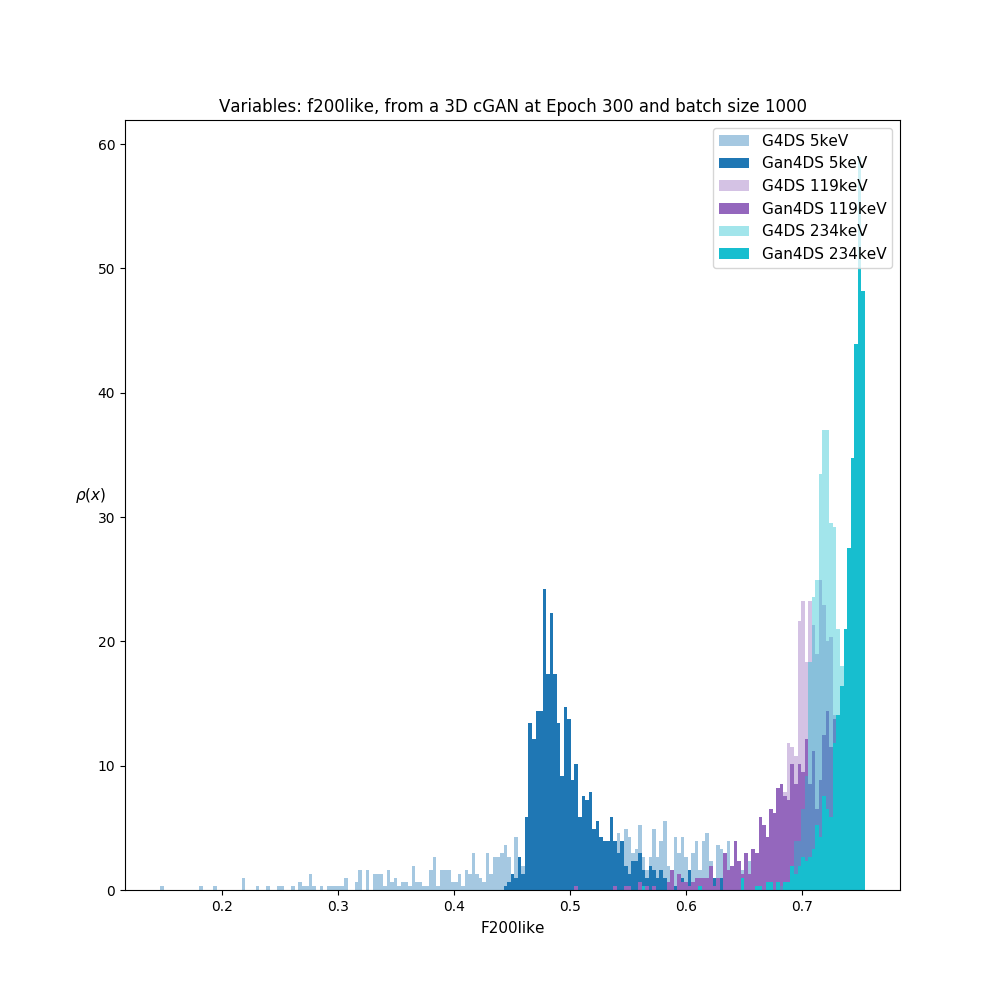 Variables: f200like, from a 3D cGAN at Epoch 300 and batch size 1000
60
50
40
30
20
10
0
ρ(x)
G4DS 5keV
Gan4DS 5keV
G4DS 119keV
Gan4DS 119keV
G4DS 234keV
Gan4DS 234keV
0.2 0.3 0.4 0.5 0.6 0.7
F200like